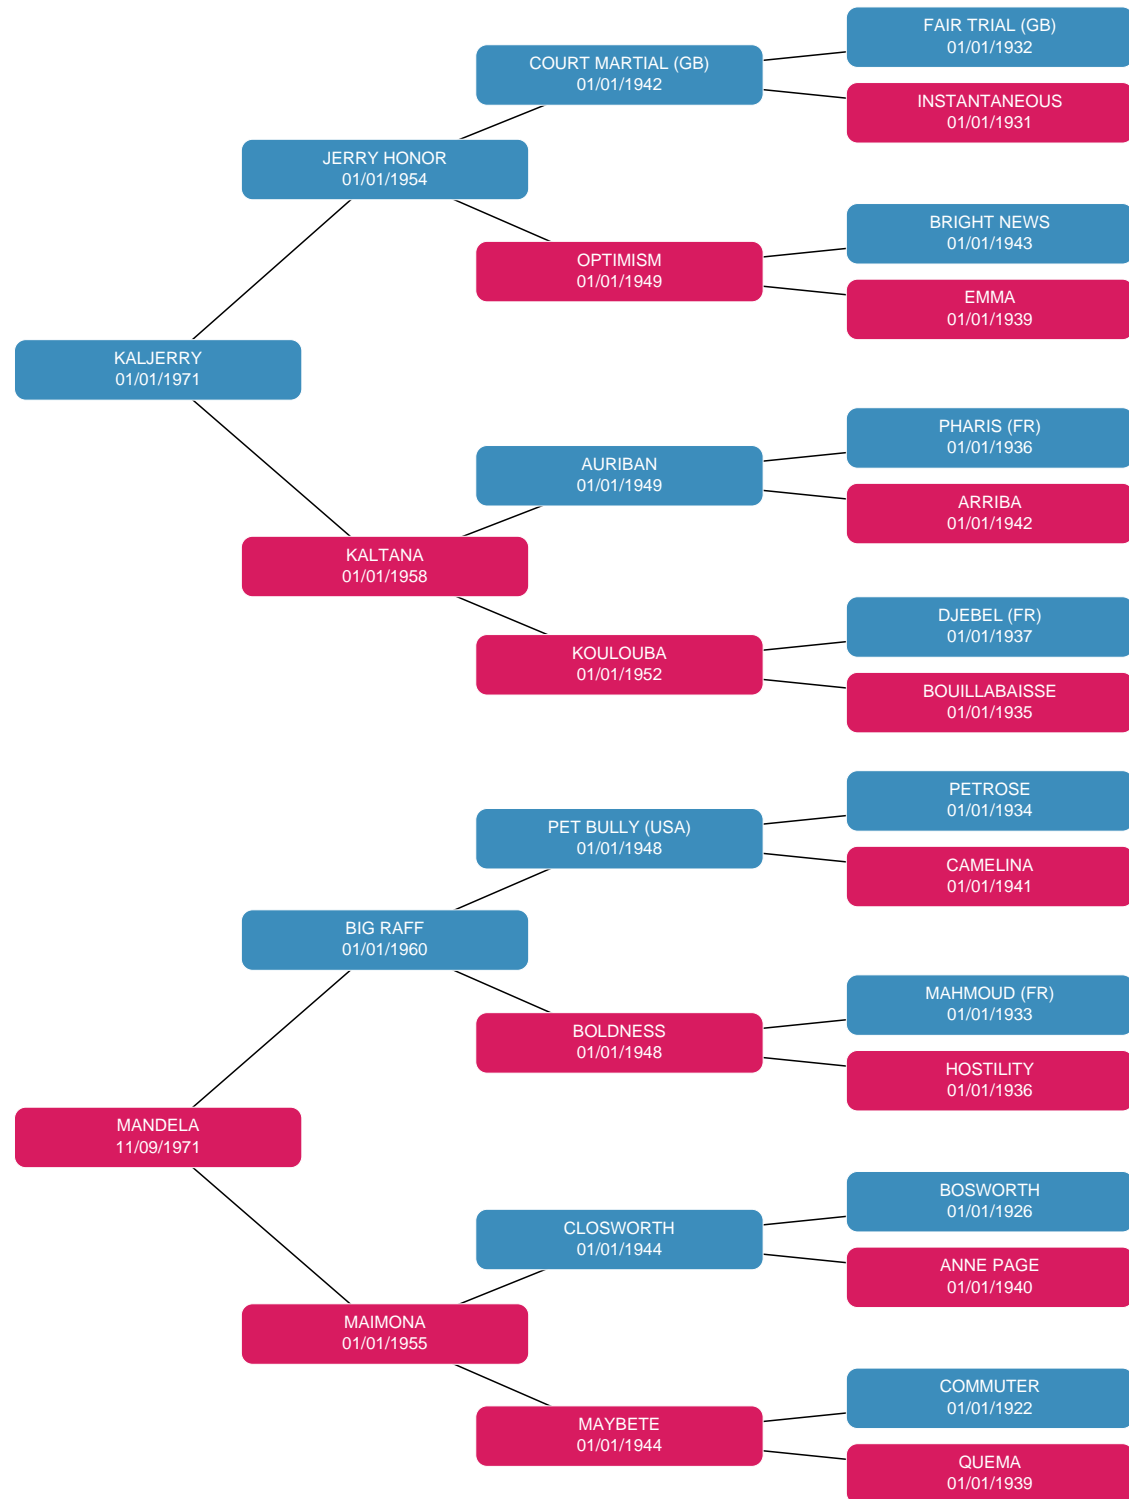 FAIR TRIAL (GB)
01/01/1932
COURT MARTIAL (GB)
01/01/1942
INSTANTANEOUS
01/01/1931
JERRY HONOR
01/01/1954
BRIGHT NEWS
01/01/1943
OPTIMISM
01/01/1949
EMMA
01/01/1939
KALJERRY
01/01/1971
PHARIS (FR)
01/01/1936
AURIBAN
01/01/1949
ARRIBA
01/01/1942
KALTANA
01/01/1958
DJEBEL (FR)
01/01/1937
KOULOUBA
01/01/1952
BOUILLABAISSE
01/01/1935
PETROSE
01/01/1934
PET BULLY (USA)
01/01/1948
CAMELINA
01/01/1941
BIG RAFF
01/01/1960
MAHMOUD (FR)
01/01/1933
BOLDNESS
01/01/1948
HOSTILITY
01/01/1936
MANDELA
11/09/1971
BOSWORTH
01/01/1926
CLOSWORTH
01/01/1944
ANNE PAGE
01/01/1940
MAIMONA
01/01/1955
COMMUTER
01/01/1922
MAYBETE
01/01/1944
QUEMA
01/01/1939